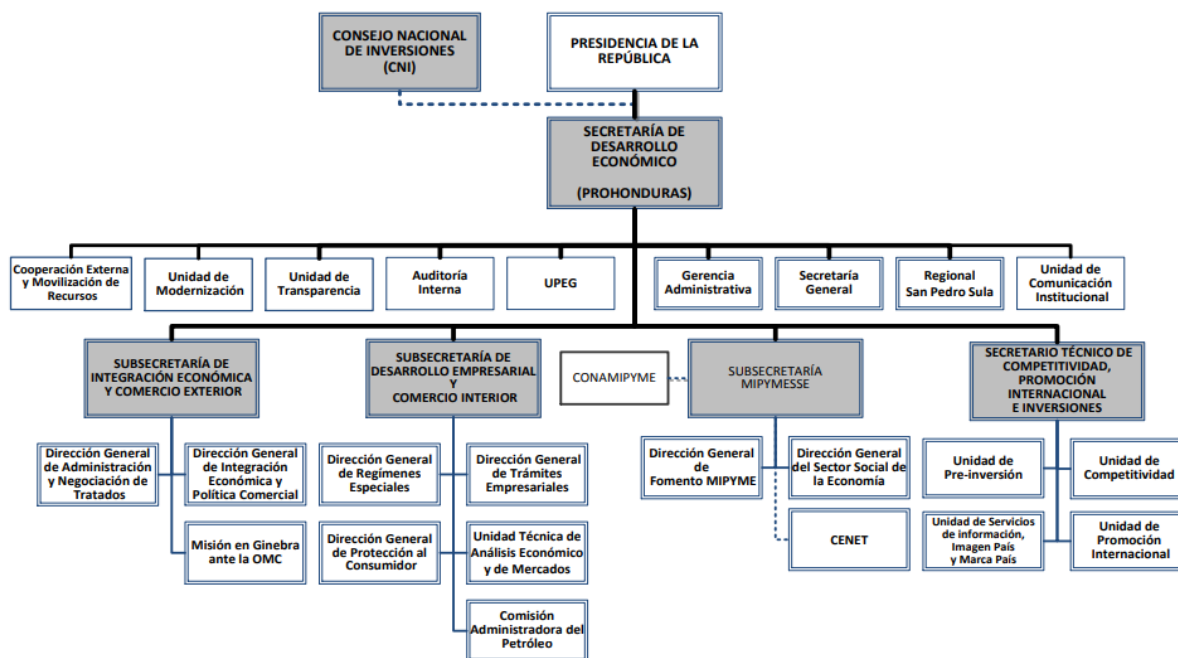 CONSEJO NACIONAL
DE INVERSIONES
(CNI)
PRESIDENCIA DE LA
REPÚBLICA
SECRETARÍA DE
DESARROLLO
ECONÓMICO
(PROHONDURAS)
Cooperación Externa
y Movilización de
Recursos
Unidad de
Modernización
Unidad de
Transparencia
Auditoría
Interna
UPEG
Gerencia
Administrativa
Secretaría
General
Regional
San Pedro Sula
Unidad de
Comunicación
Institucional
SUBSECRETARÍA DE
INTEGRACIÓN ECONÓMICA
Y COMERCIO EXTERIOR
SUBSECRETARÍA DE
DESARROLLO EMPRESARIAL
Y
COMERCIO INTERIOR
CONAMIPYME
SUBSECRETARÍA
MIPYMESSE
SECRETARIO TÉCNICO DE
COMPETITIVIDAD,
PROMOCIÓN
INTERNACIONAL
E INVERSIONES
Dirección General
de Administración
y Negociación de
Tratados
Dirección General
de Integración
Económica y
Política Comercial
Misión en Ginebra
ante la OMC
Dirección General
de Regímenes
Especiales
Dirección General
de Trámites
Empresariales
Dirección General
de Protección al
Consumidor
Unidad Técnica de
Análisis Económico
y de Mercados
Comisión
Administradora del
Petróleo
Dirección General
de
Fomento MIPYME
Dirección General
del Sector Social de
la Economía
CENET
Unidad de
Pre-inversión
Unidad de
Competitividad
Unidad de Servicios
de información,
Imagen País
y Marca País
Unidad de
Promoción
Internacional